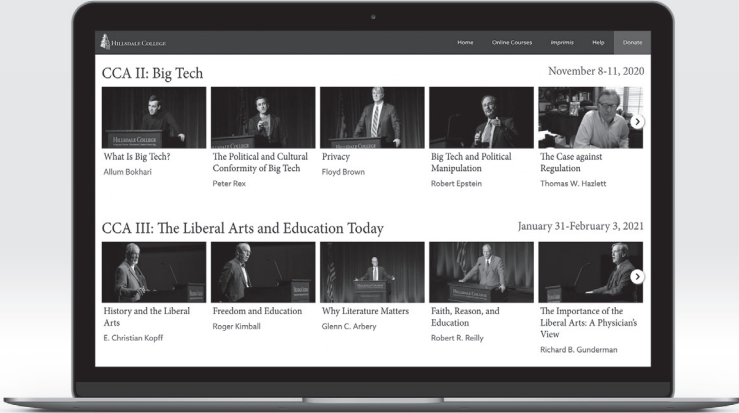 HILLSDALE COLLEGE
Home Online Courses Imprimis Help Donate
CCA II: Big Tech
November 8-11, 2020
What Is Big Tech?
Allum Bokhari
The Political and Cultural
Conformity of Big Tech
Peter Rex
Privacy
Floyd Brown
Big Tech and Political
Manipulation
Robert Epstein
The Case against
Regulation
Thomas W. Hazlett
CCA III: The Liberal Arts and Education Today
January 31-February 3, 2021
History and the Liberal
Arts
E. Christian Kopff
Freedom and Education
Roger Kimball
Why Literature Matters
Glenn C. Arbery
Faith, Reason, and
Education
Robert R. Reilly
The Importance of the
Liberal Arts: A Physician's
View
Richard B. Gunderman